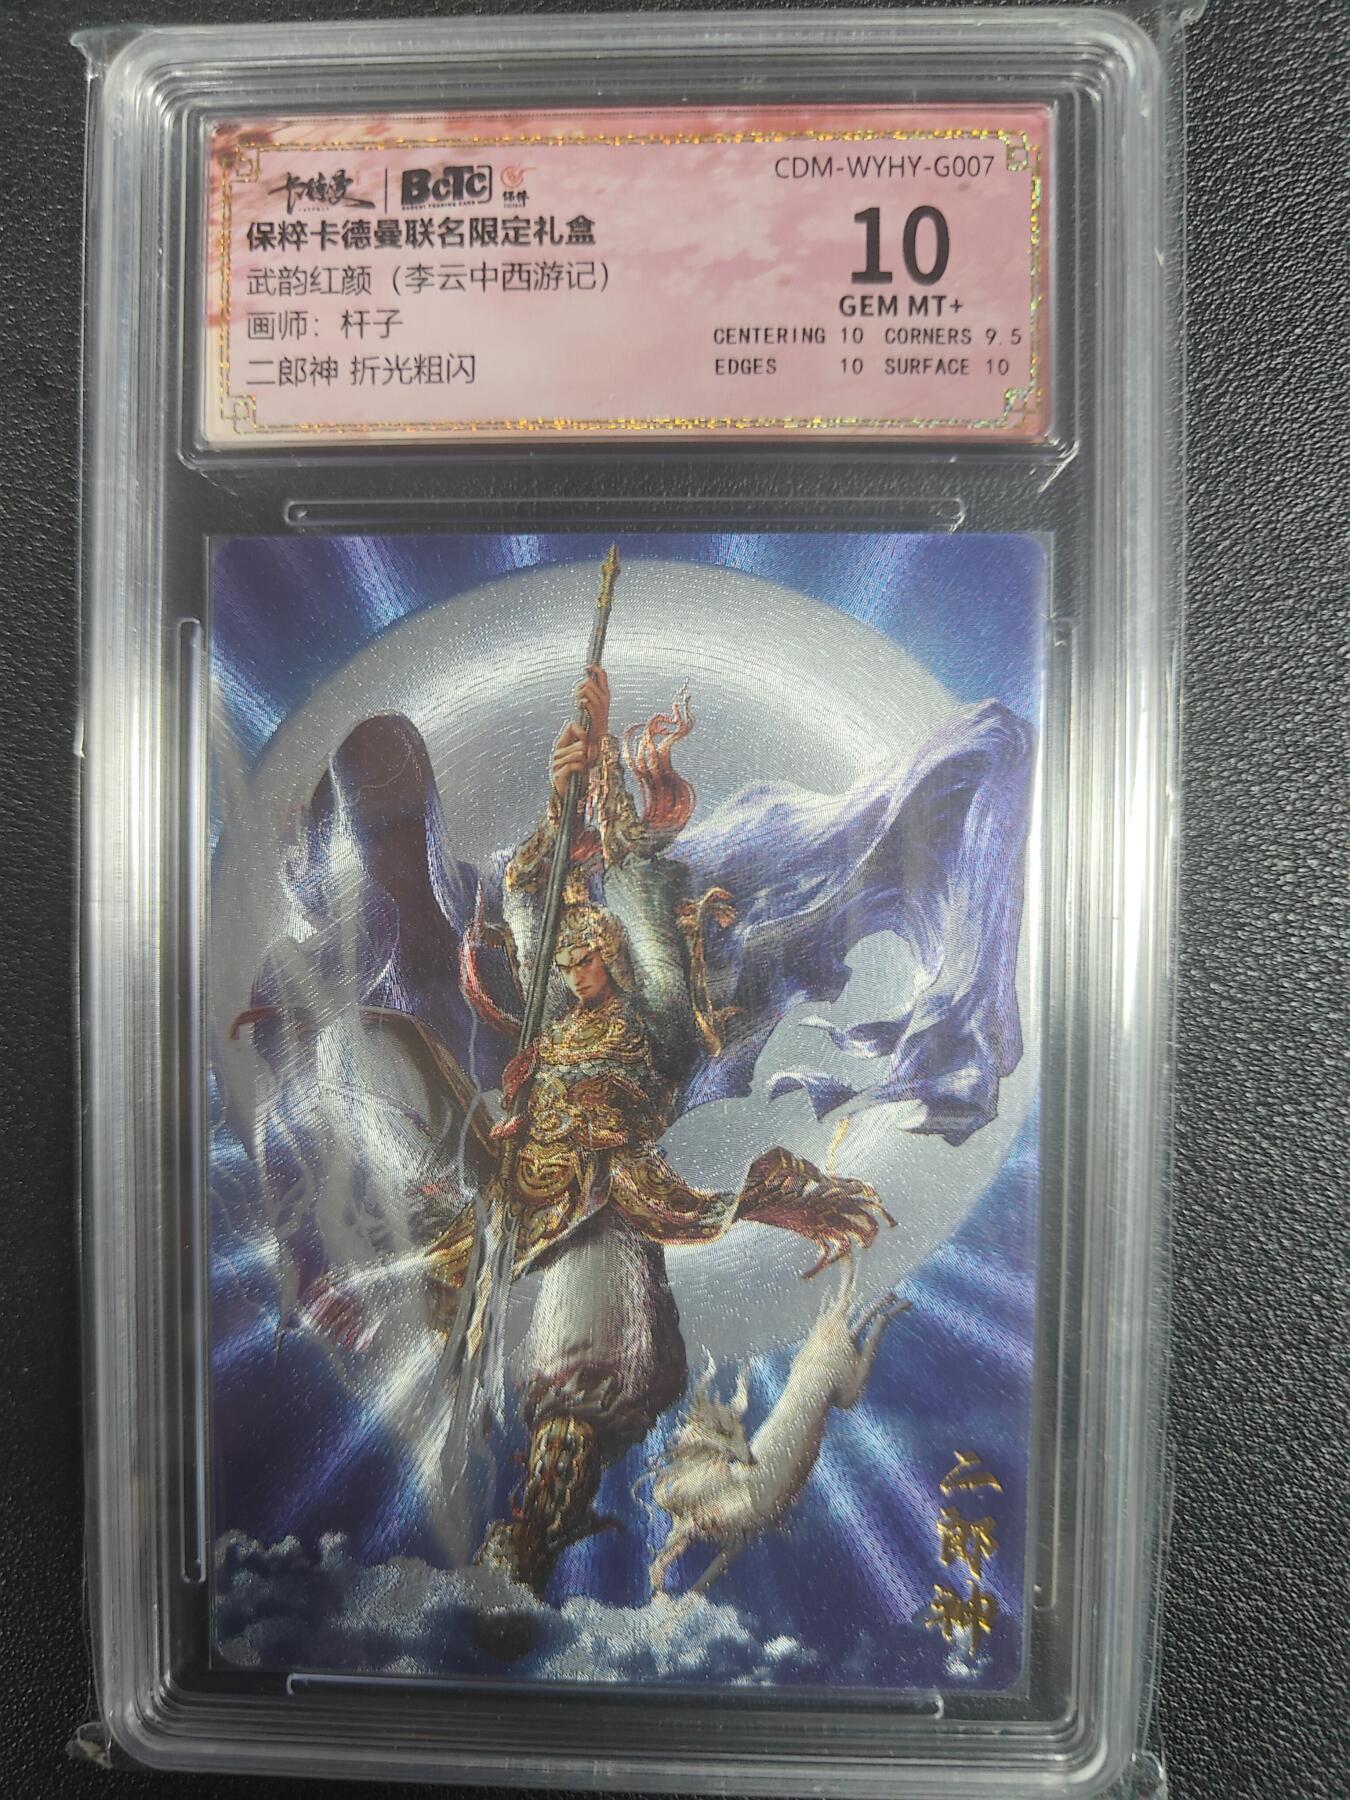 卡德曼 BCTC 保粹
CDM-WYHY-G007
保粹卡德曼联名限定礼盒
武韵红颜（李云中西游记）
画师：杆子
二郎神 折光粗闪
10
GEM MT+
CENTERING 10 CORNERS 9.5
EDGES 10 SURFACE 10
二郎神